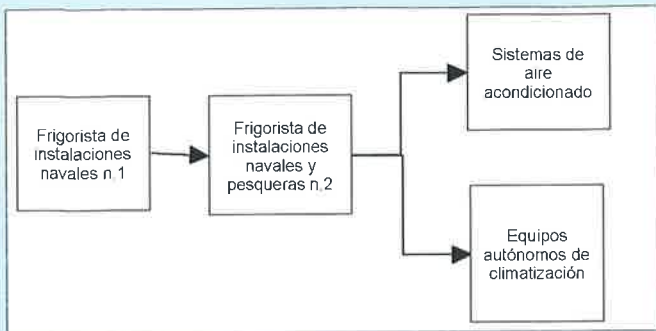 Sistemas de
aire
acondicionado
Frigorista de
instalaciones
navales n.1
Frigorista de
instalaciones
navales y
pesqueras n.2
Equipos
autónomos de
climatización